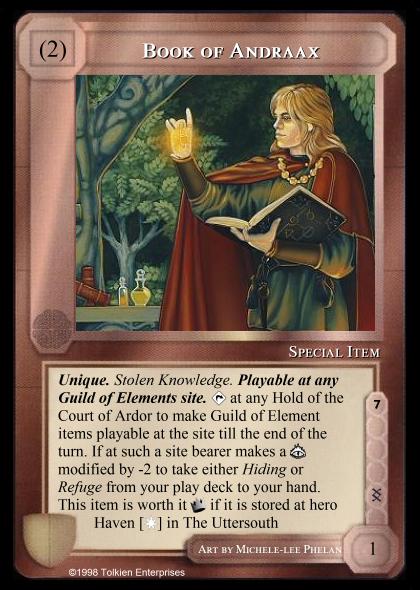 (2)
BOOK OF ANDRAAX
SPECIAL ITEM
Unique. Stolen Knowledge. Playable at any
Guild of Elements site. at any Hold of the
Court of Ardor to make Guild of Element
items playable at the site till the end of the
turn. If at such a site bearer makes a
modified by -2 to take either Hiding or
Refuge from your play deck to your hand.
This item is worth it if it is stored at hero
Haven [ ] in The Uttersouth
7
ART BY MICHELE-LEE PHELAN
1
©1998 Tolkien Enterprises